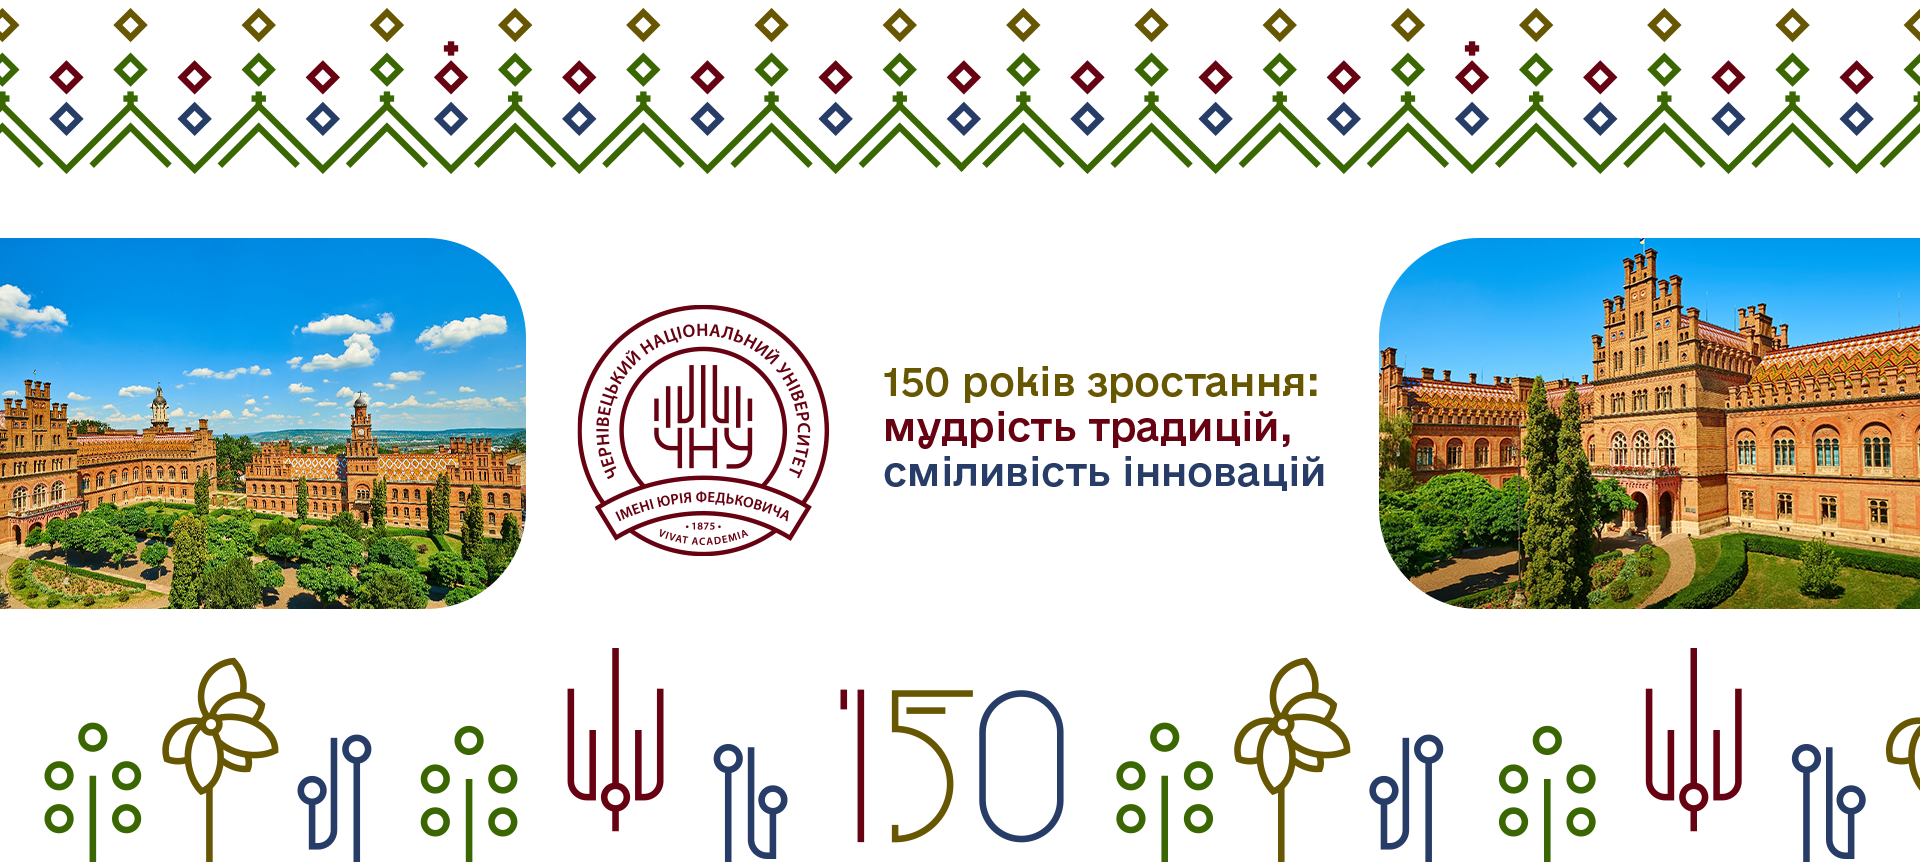 ЧЕРНІВЕЦЬКИЙ НАЦІОНАЛЬНИЙ УНІВЕРСИТЕТ
ЧНУ
ІМЕНІ ЮРІЯ ФЕДЬКОВИЧА
• 1875 •
VIVAT ACADEMIA
150 років зростання:
мудрість традицій,
сміливість інновацій
150